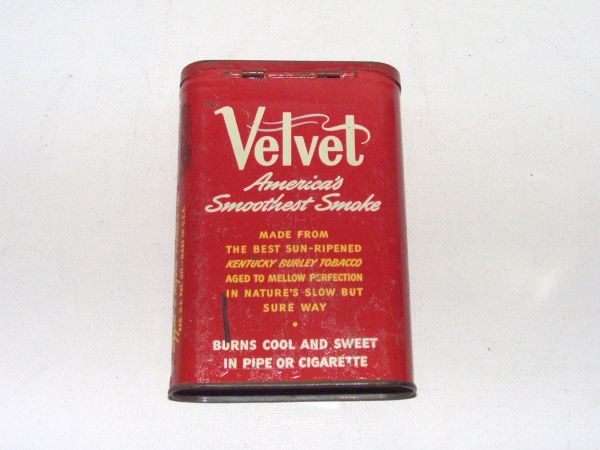 Velvet
America's
Smoothest Smoke
MADE FROM
THE BEST SUN-RIPENED
KENTUCKY BURLEY TOBACCO
AGED TO MELLOW PERFECTION
IN NATURE'S SLOW BUT
SURE WAY
•
BURNS COOL AND SWEET
IN PIPE OR CIGARETTE